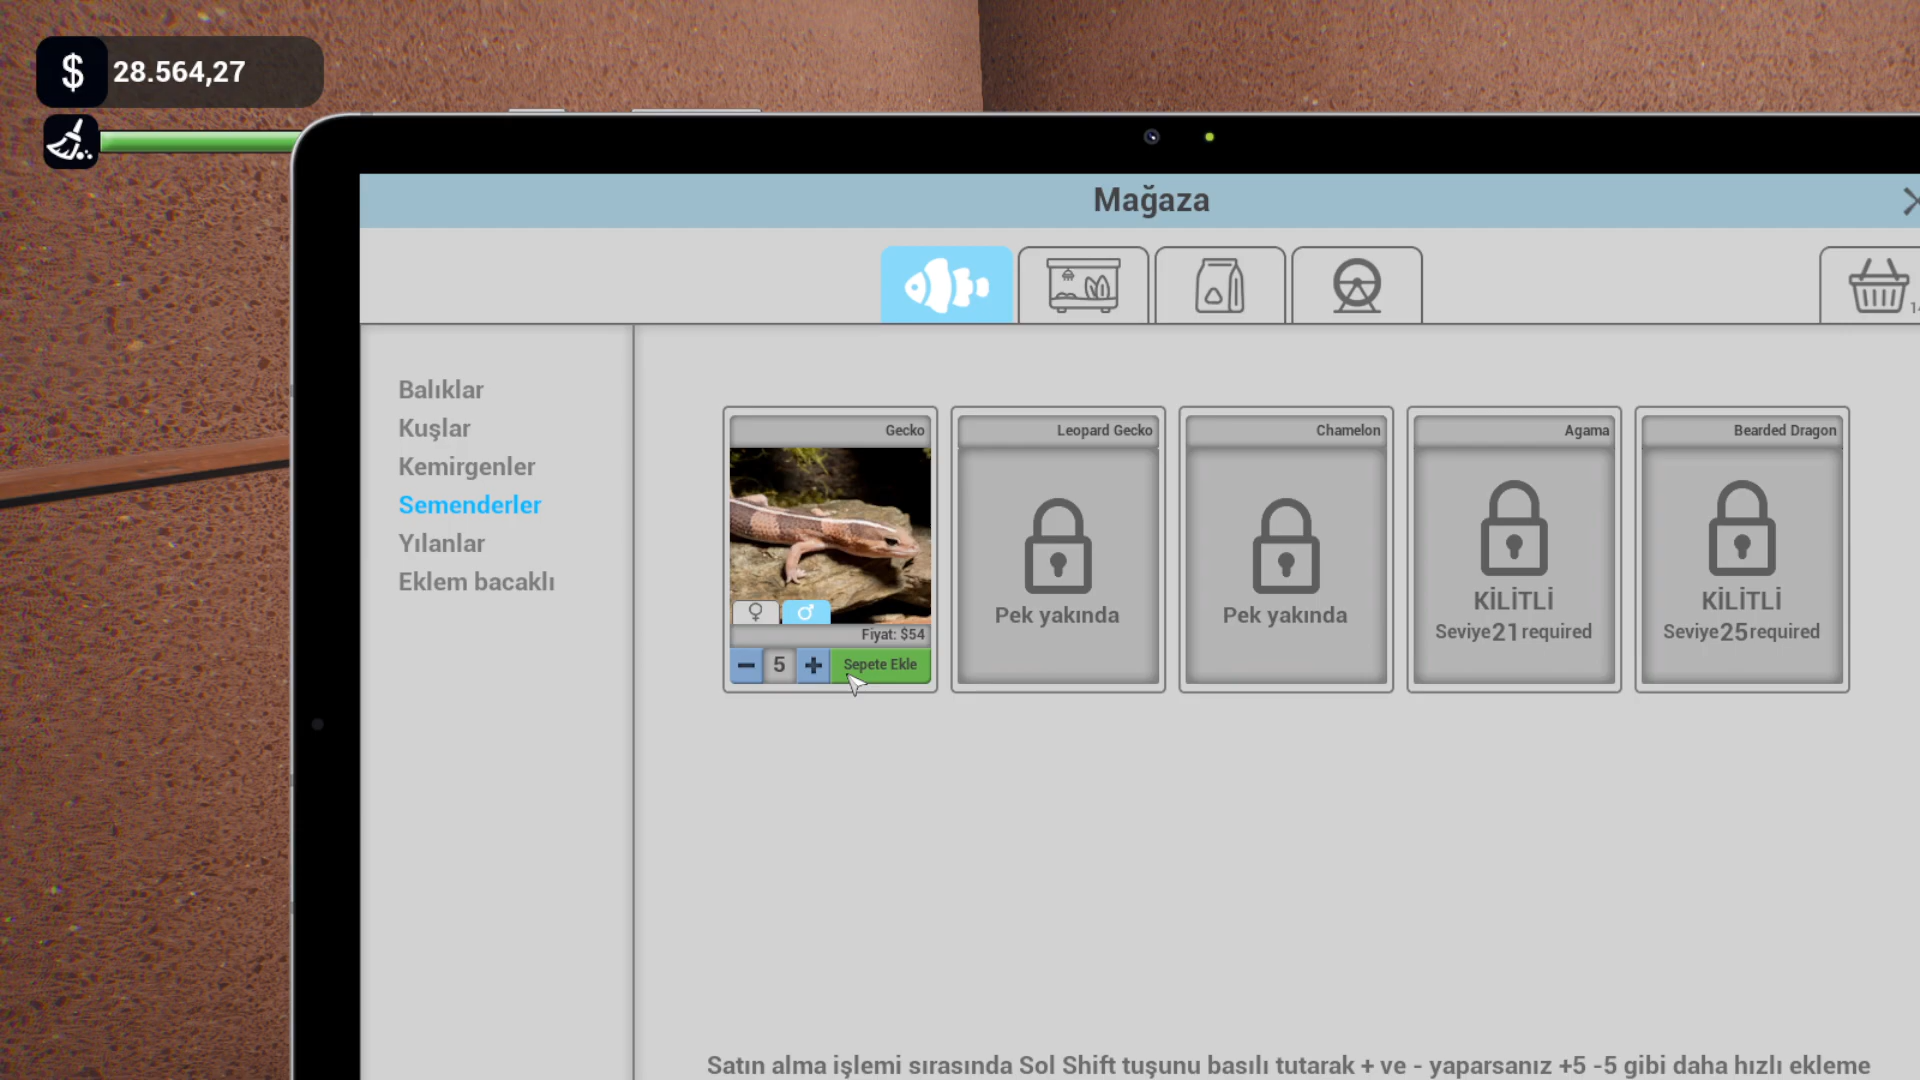 $ 28.564,27
Mağaza
Balıklar
Kuşlar
Kemirgenler
Semenderler
Yılanlar
Eklem bacaklı
Gecko
Fiyat: $54
5
Sepete Ekle
Leopard Gecko
Pek yakında
Chamelon
Pek yakında
Agama
KİLİTLİ
Seviye21required
Bearded Dragon
KİLİTLİ
Seviye25required
Satın alma işlemi sırasında Sol Shift tuşunu basılı tutarak + ve - yaparsanız +5 -5 gibi daha hızlı ekleme